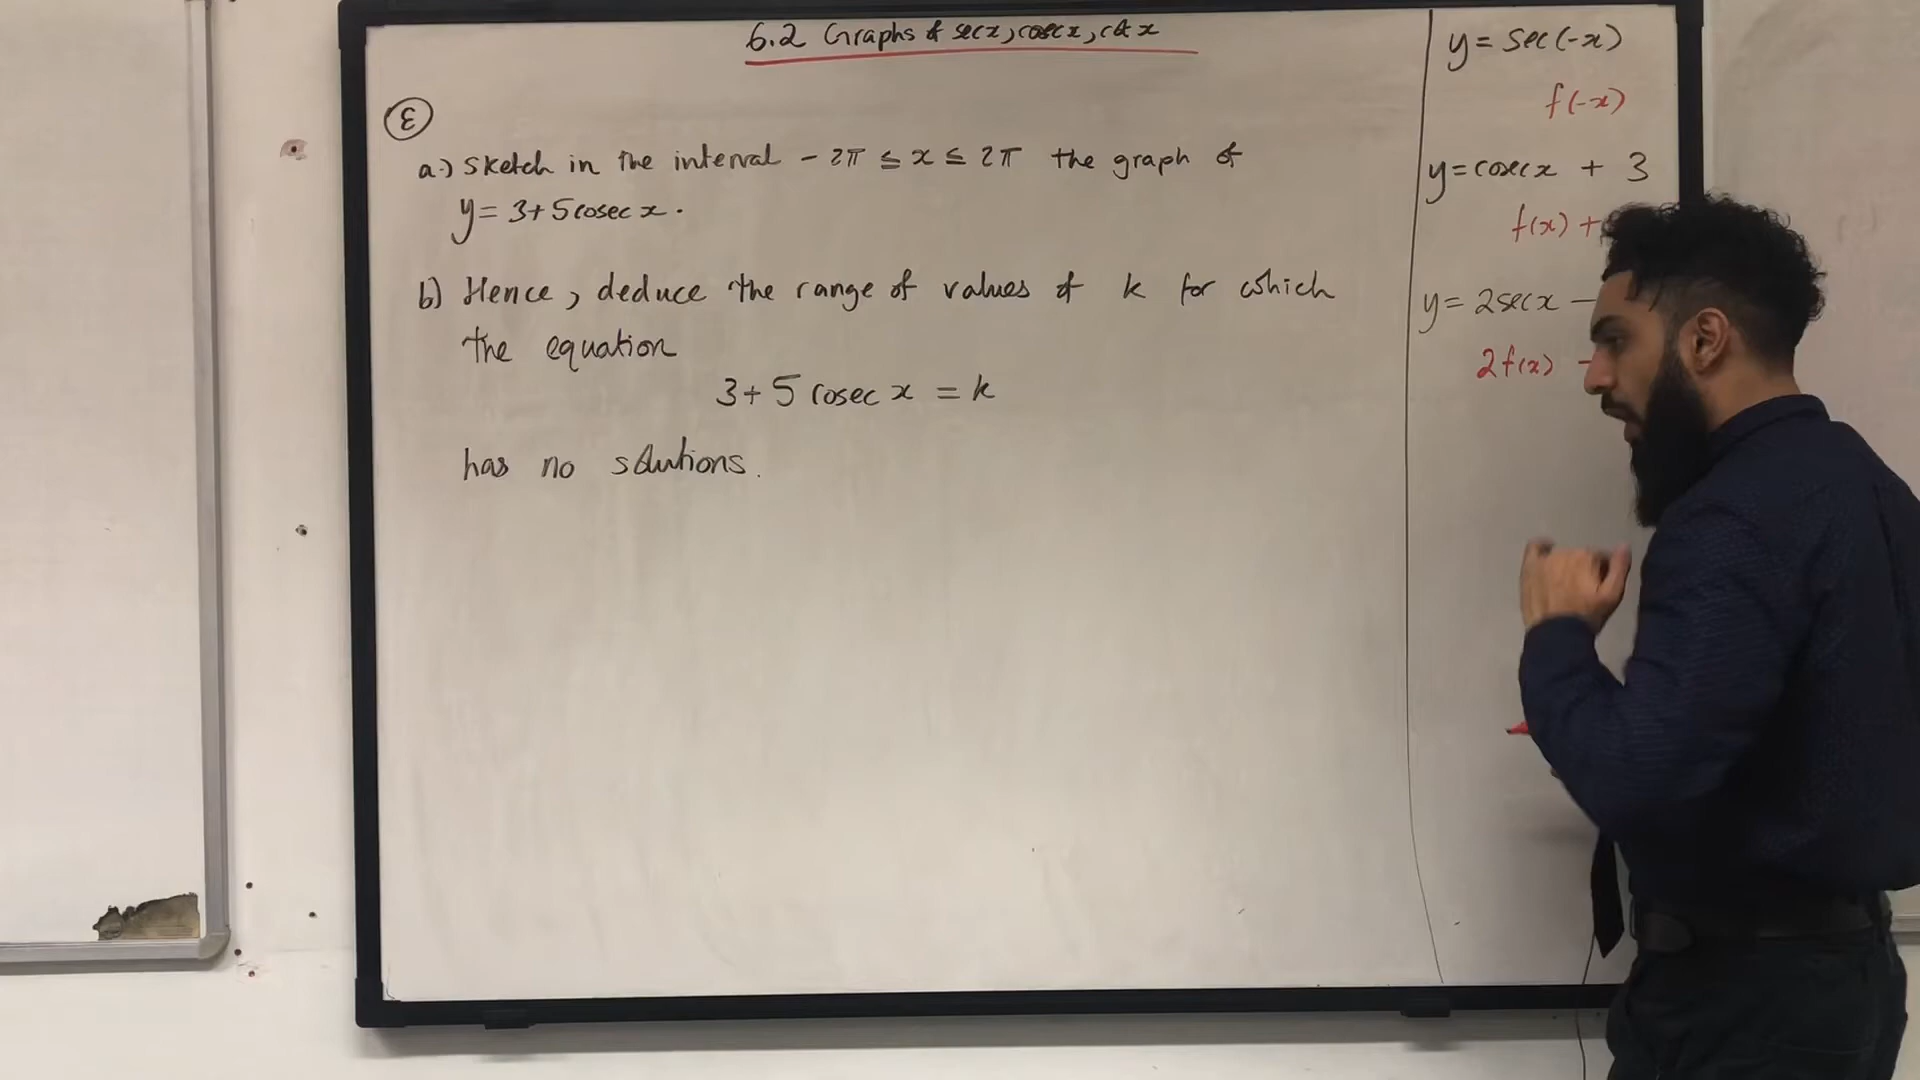 6.2 Graphs of sec x, cosec x, cot x
3
a.) Sketch in the interval - 2π ≤ x ≤ 2π the graph of
y = 3 + 5 cosec x.
b) Hence, deduce the range of values of k for which
the equation
3 + 5 cosec x = k
has no solutions.
y = sec(-x)
f(-x)
y = cosec x + 3
f(x) +
y = 2 sec x -
2f(x) -